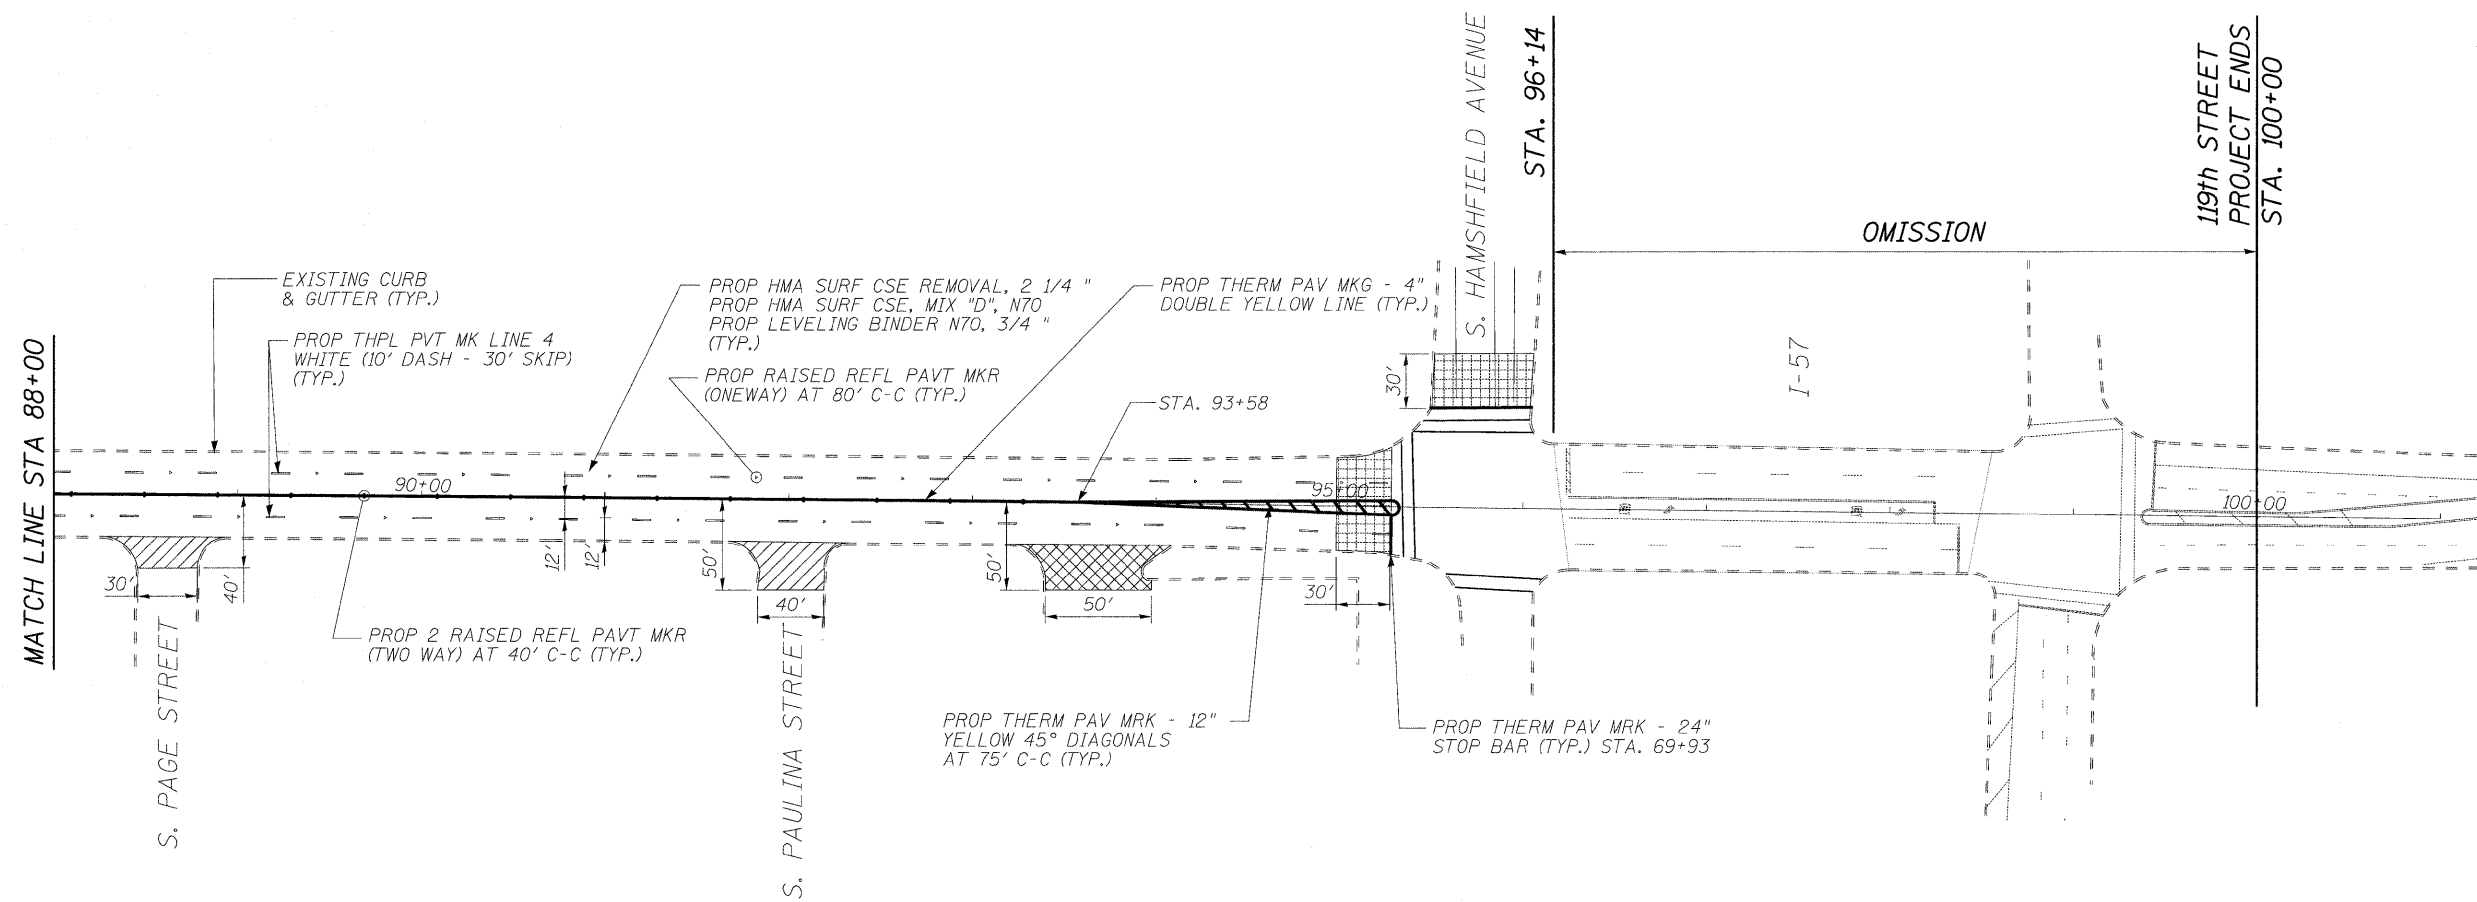 MATCH LINE STA 88+00
EXISTING CURB
& GUTTER (TYP.)
PROP THPL PVT MK LINE 4
WHITE (10' DASH - 30' SKIP)
(TYP.)
PROP HMA SURF CSE REMOVAL, 2 1/4 "
PROP HMA SURF CSE, MIX "D", N70
PROP LEVELING BINDER N70, 3/4 "
(TYP.)
PROP RAISED REFL PAVT MKR
(ONEWAY) AT 80' C-C (TYP.)
PROP THERM PAV MKG - 4"
DOUBLE YELLOW LINE (TYP.)
STA. 93+58
S. HAMSHFIELD AVENUE
STA. 96+14
OMISSION
119th STREET
PROJECT ENDS
STA. 100+00
I-57
30'
90+00
95+00
100+00
12'
12'
30'
40'
50'
40'
50'
50'
30'
S. PAGE STREET
PROP 2 RAISED REFL PAVT MKR
(TWO WAY) AT 40' C-C (TYP.)
S. PAULINA STREET
PROP THERM PAV MRK - 12"
YELLOW 45° DIAGONALS
AT 75' C-C (TYP.)
PROP THERM PAV MRK - 24"
STOP BAR (TYP.) STA. 69+93